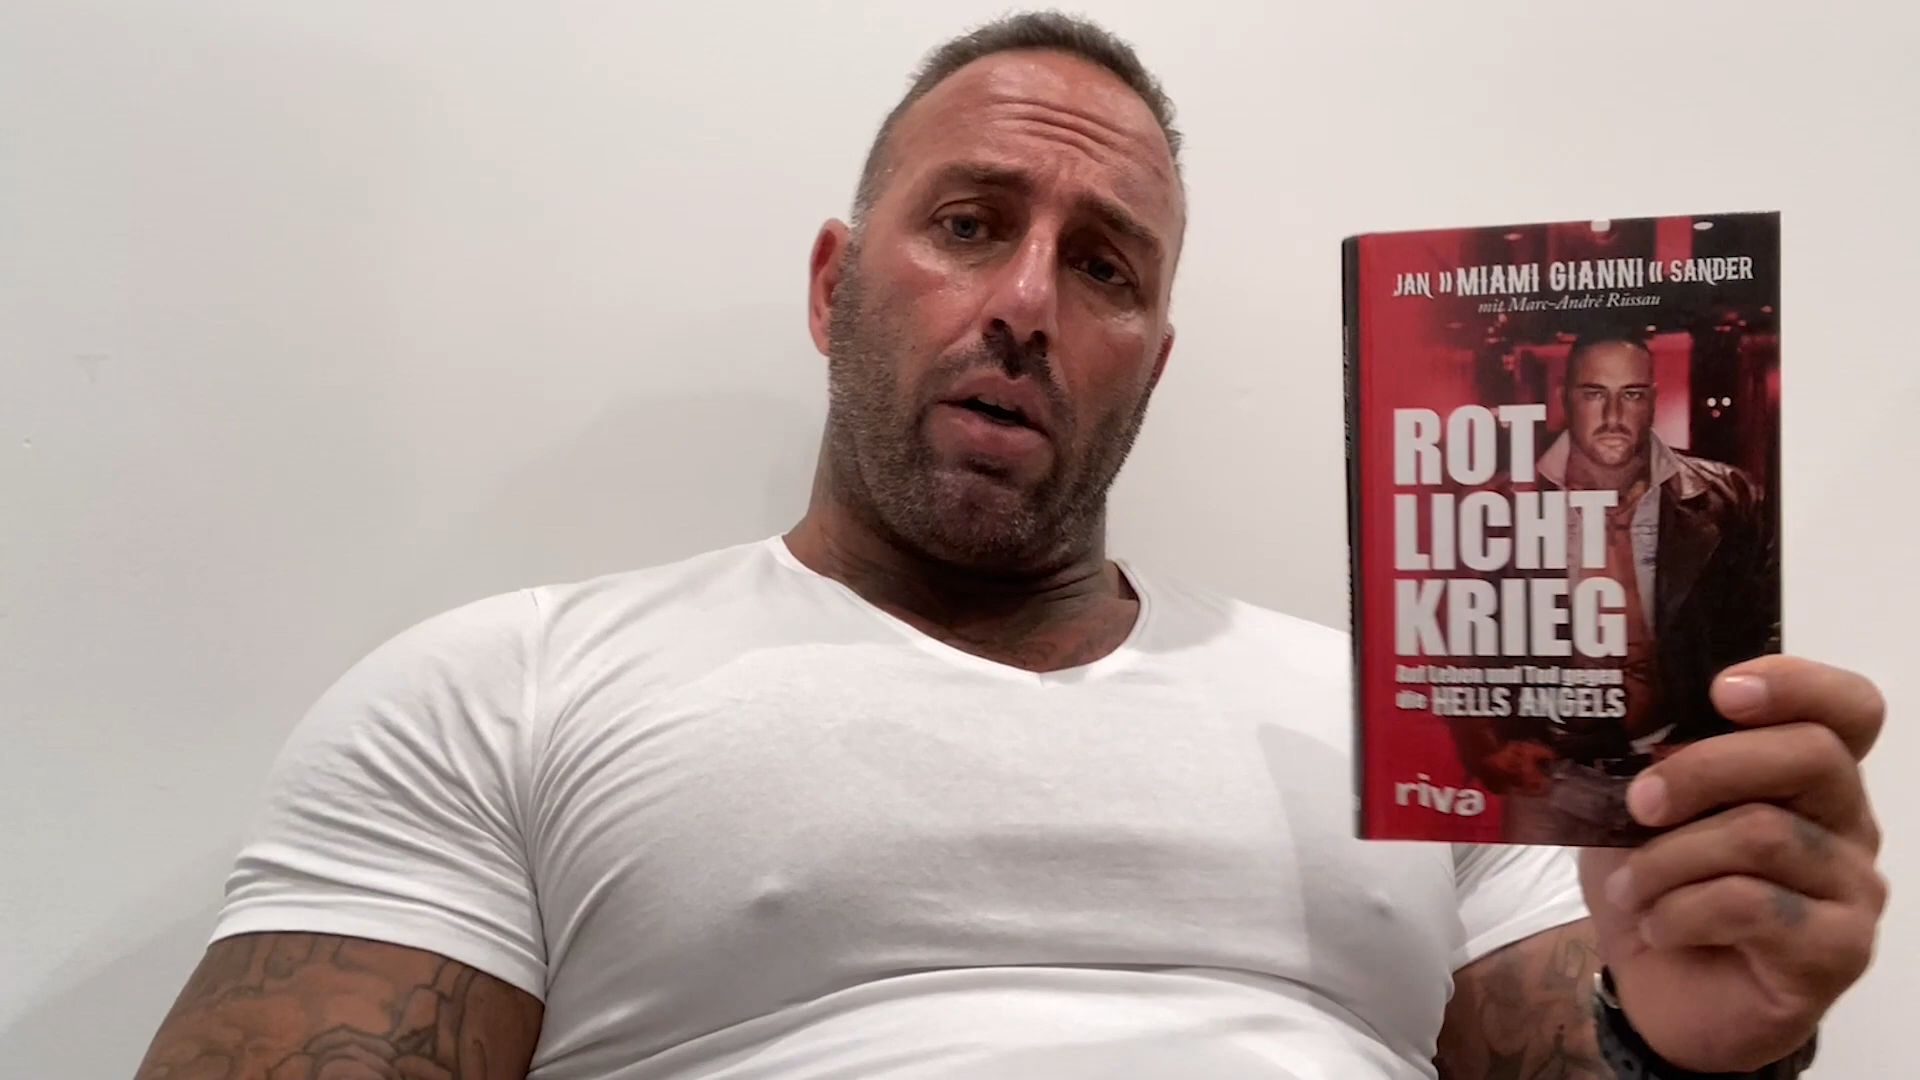 JAN »MIAMI GIANNI« SANDER
mit Marc-André Rüssau
ROT
LICHT
KRIEG
Auf Leben und Tod gegen
die HELLS ANGELS
riva